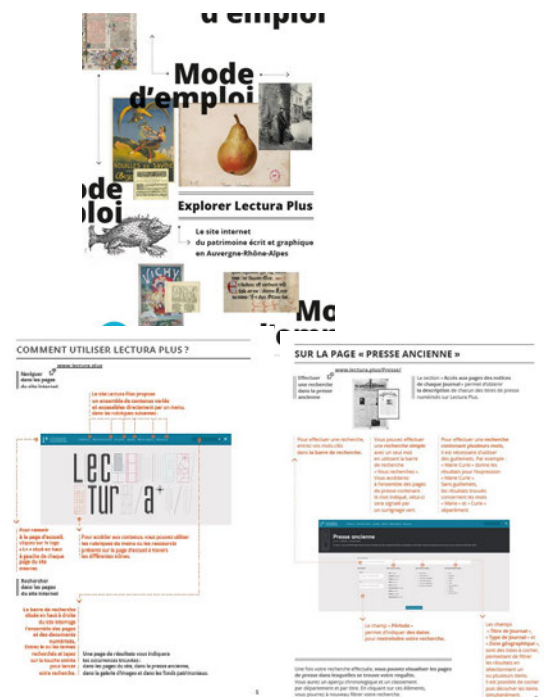 d'emploi
Mode
d'emploi
NOUILLES DE SAVOIE
ode
ploi
Explorer Lectura Plus
Le site internet
du patrimoine écrit et graphique
en Auvergne-Rhône-Alpes
VICHY
Mo
d'emp
COMMENT UTILISER LECTURA PLUS ?
www.lectura.plus
Naviguer
dans les pages
du site internet
Le site Lectura Plus propose
un ensemble de contenus variés
et accessibles directement par un menu,
dans les rubriques suivantes
LECTURA+
Pour revenir
à la page d'accueil,
cliquez sur le logo
« L+ » situé en haut
à gauche de chaque
page du site
internet.
Pour accéder aux contenus, vous pouvez utiliser
les rubriques du menu ou les ressources
présentes sur la page d'accueil à travers
les différentes icônes.
Rechercher
dans les pages
du site internet
La barre de recherche
située en haut à droite
du site interroge
l'ensemble des pages
et des documents
numérisés.
Entrez le ou les termes
recherchés et tapez
sur la touche entrée
pour lancer
votre recherche.
Une page de résultats vous indiquera
les occurrences trouvées :
dans les pages du site, dans la presse ancienne,
dans la galerie d'images et dans les fonds patrimoniaux.
SUR LA PAGE « PRESSE ANCIENNE »
www.lectura.plus/Presse/
Effectuer
une recherche
dans la presse
ancienne
La section « Accès aux pages des notices
de chaque journal » permet d'obtenir
la description de chacun des titres de presse
numérisés sur Lectura Plus.
Pour effectuer une recherche,
entrez vos mots-clés
dans la barre de recherche.
Vous pouvez effectuer
une recherche simple
avec un seul mot
en utilisant la barre
de recherche
« Vous recherchez ».
Vous accéderez
à l'ensemble des pages
de presse contenant
le mot indiqué, celui-ci
sera signalé par
un surlignage vert.
Pour effectuer une recherche
contenant plusieurs mots,
il est nécessaire d'utiliser
des guillemets. Par exemple :
« Marie Curie » donne les
résultats pour l'expression
« Marie Curie ».
Sans guillemets,
les résultats trouvés
concernent les mots
« Marie » et « Curie »
séparément.
Presse ancienne
Le champ « Période »
permet d'indiquer des dates
pour restreindre votre recherche.
Les champs
« Titre de journal »,
« Type de journal » et
« Zone géographique »,
sont des listes à cocher,
permettant de filtrer
les résultats en
sélectionnant un
ou plusieurs items.
Il est possible de cocher
ou décocher les items
Une fois votre recherche effectuée, vous pouvez visualiser les pages
de presse dans lesquelles se trouve votre requête.
Vous aurez un aperçu chronologique et un classement
par département et par titre. En cliquant sur ces éléments,
vous pourrez à nouveau filtrer votre recherche.